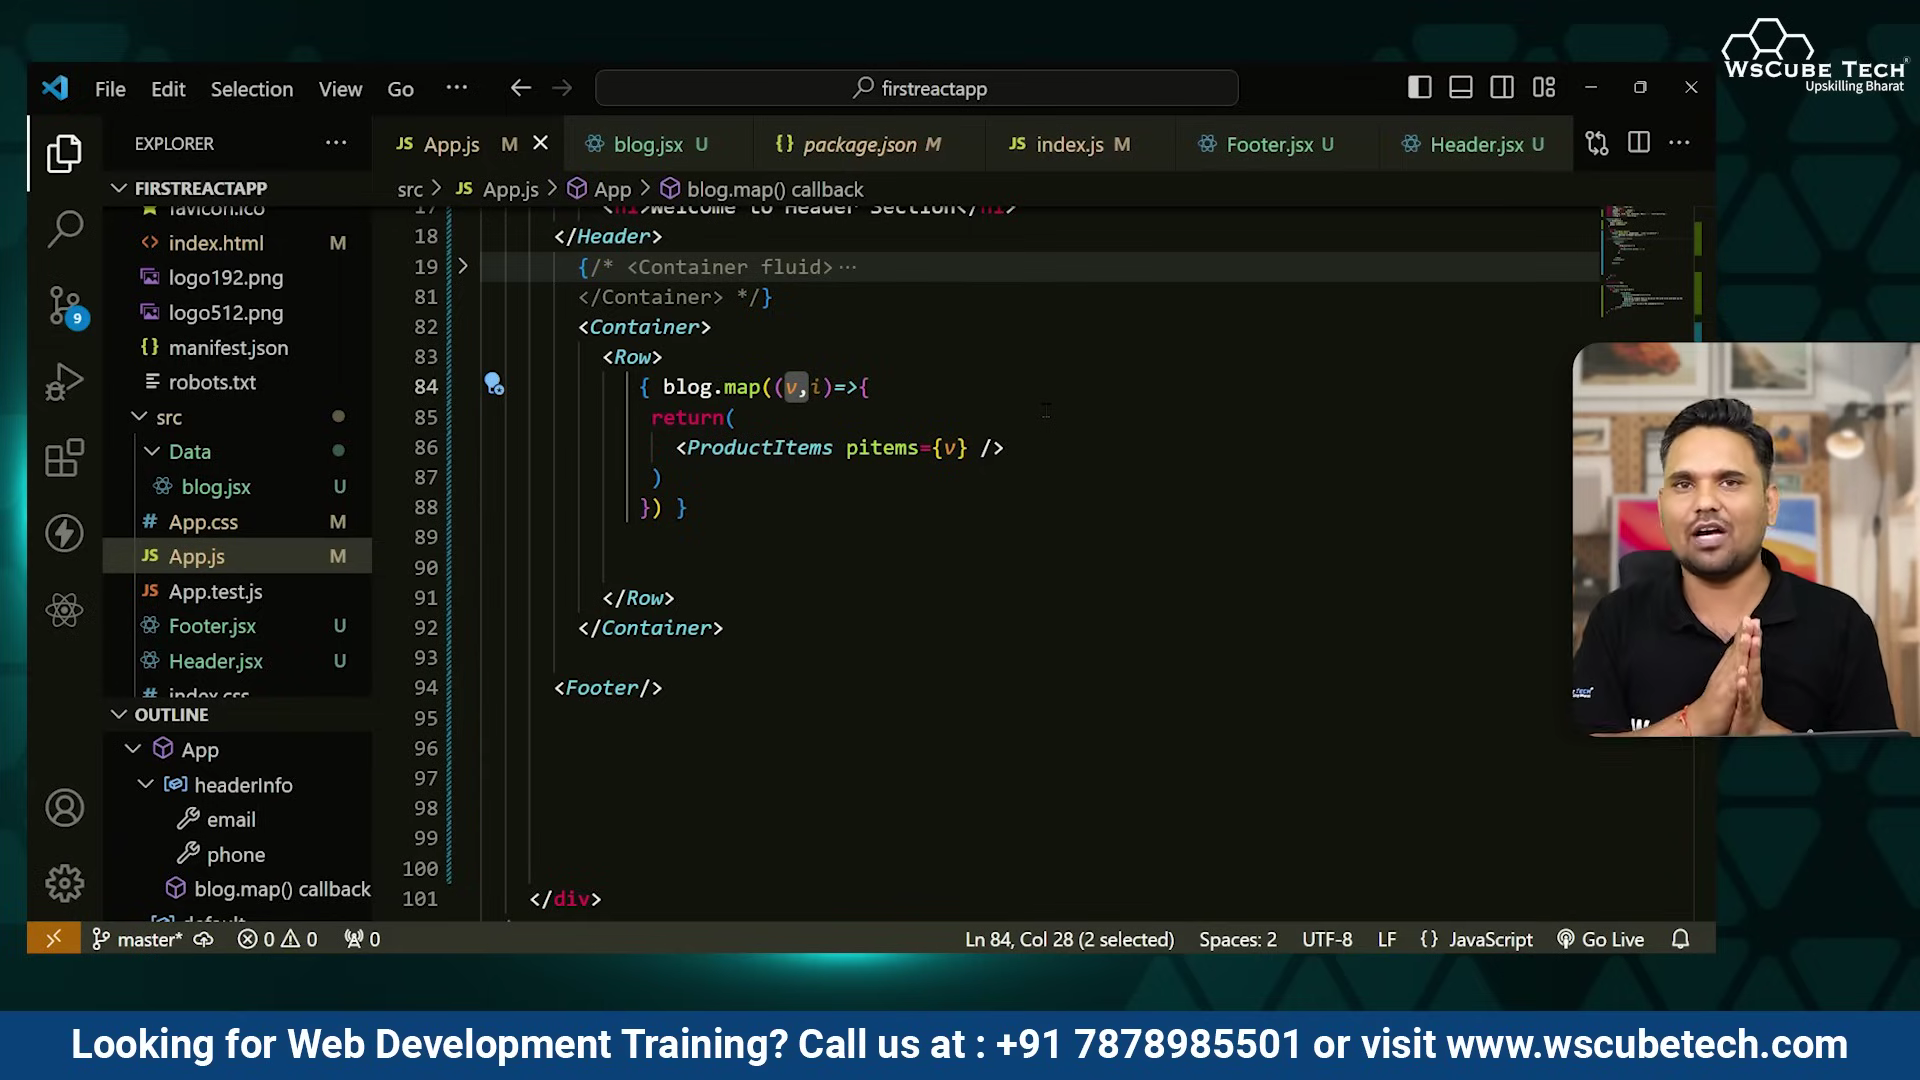 WsCube Tech
Upskilling Bharat
File Edit Selection View Go ··· firstreactapp
EXPLORER ···
JS App.js M
blog.jsx U
{} package.json M
JS index.js M
Footer.jsx U
Header.jsx U
FIRSTREACTAPP
src > JS App.js > App > blog.map() callback
favicon.ico
<> index.html M
logo192.png
logo512.png
{} manifest.json
robots.txt
src
Data
blog.jsx U
# App.css M
JS App.js M
JS App.test.js
Footer.jsx U
Header.jsx U
# index.css
OUTLINE
App
headerInfo
email
phone
blog.map() callback
default
17 <h1>Welcome to Header Section</h1>
18 </Header>
19 {/* <Container fluid> ···
81 </Container> */}
82 <Container>
83 <Row>
84 { blog.map((v,i)=>{
85 return(
86 <ProductItems pitems={v} />
87 )
88 }) }
89
90
91 </Row>
92 </Container>
93
94 <Footer/>
95
96
97
98
99
100
101 </div>
9
master* 0 0 0 Ln 84, Col 28 (2 selected) Spaces: 2 UTF-8 LF {} JavaScript Go Live
Looking for Web Development Training? Call us at : +91 7878985501 or visit www.wscubetech.com